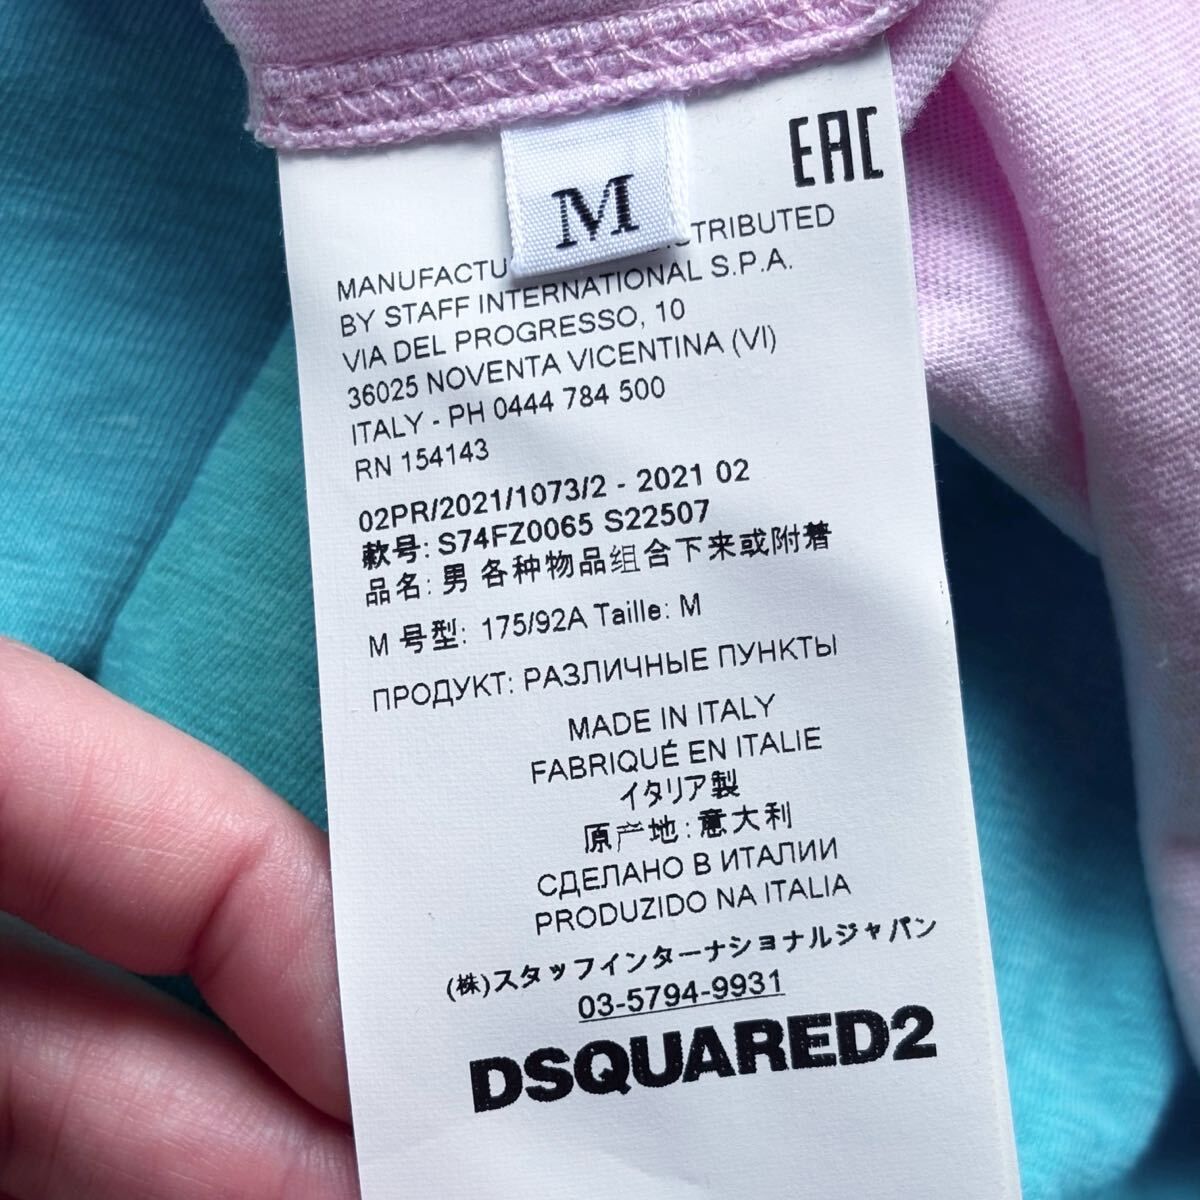 EAC
M
MANUFACTU
BY STAFF INTERNATIONAL S.P.A.
VIA DEL PROGRESSO, 10
36025 NOVENTA VICENTINA (VI)
ITALY - PH 0444 784 500
RN 154143
02PR/2021/1073/2 - 2021 02
款号: S74FZ0065 S22507
品名: 男 各种物品组合下来或附着
M 号型: 175/92A Taille: M
ПРОДУКТ: РАЗЛИЧНЫЕ ПУНКТЫ
MADE IN ITALY
FABRIQUÉ EN ITALIE
イタリア製
原产地: 意大利
СДЕЛАНО В ИТАЛИИ
PRODUZIDO NA ITALIA
(株)スタッフインターナショナルジャパン
03-5794-9931
DSQUARED2